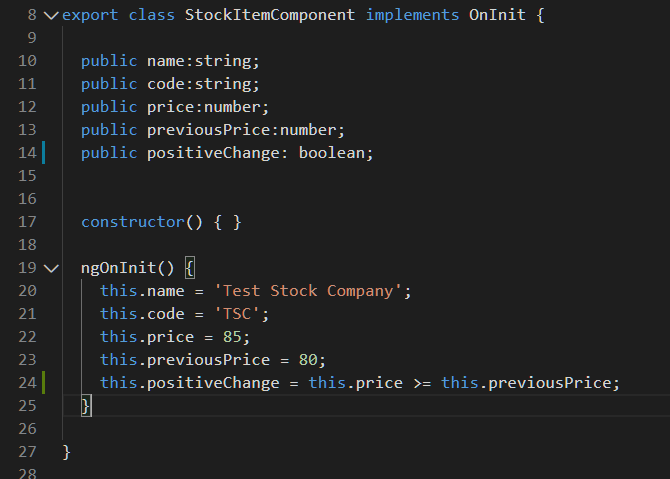 8 export class StockItemComponent implements OnInit {
9
10 public name:string;
11 public code:string;
12 public price:number;
13 public previousPrice:number;
14 public positiveChange: boolean;
15
16
17 constructor() { }
18
19 ngOnInit() {
20 this.name = 'Test Stock Company';
21 this.code = 'TSC';
22 this.price = 85;
23 this.previousPrice = 80;
24 this.positiveChange = this.price >= this.previousPrice;
25 }
26
27 }
28